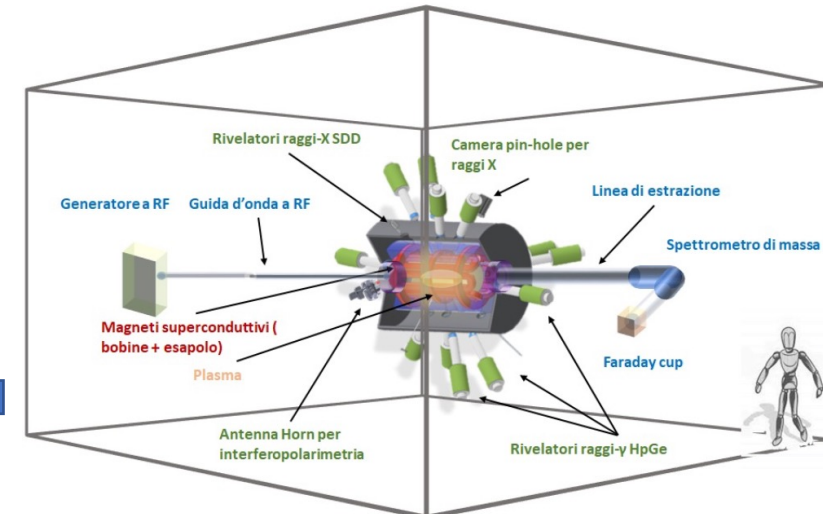 Rivelatori raggi-X SDD
Camera pin-hole per
raggi X
Generatore a RF
Guida d'onda a RF
Linea di estrazione
Spettrometro di massa
Magneti superconduttivi (
bobine + esapolo)
Plasma
Faraday cup
Antenna Horn per
interferopolarimetria
Rivelatori raggi-γ HpGe